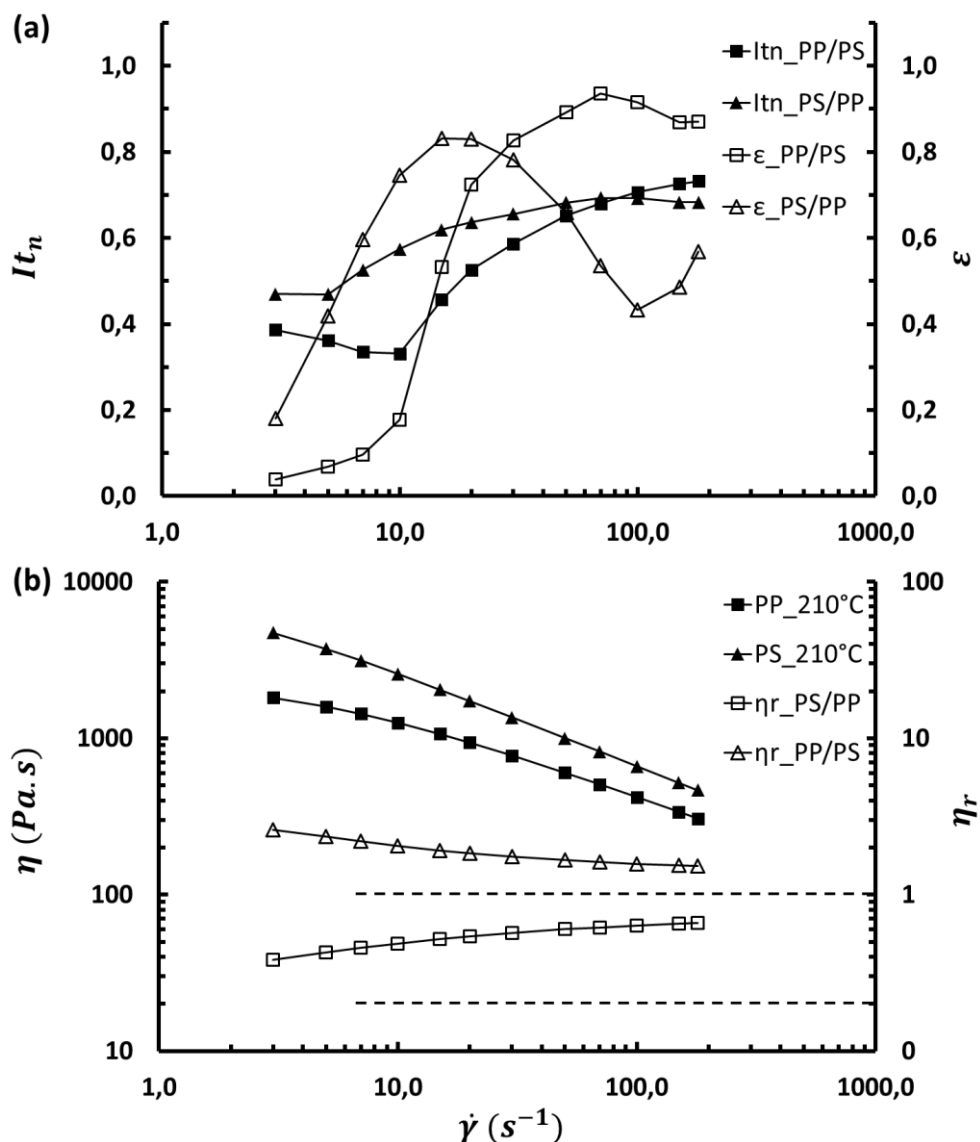 (a)
1,0
0,8
0,6
0,4
0,2
0,0
It_n
Itn_PP/PS
Itn_PS/PP
ε_PP/PS
ε_PS/PP
1,0
0,8
0,6
0,4
0,2
0,0
ε
1,0 10,0 100,0 1000,0
(b)
10000
1000
100
10
η (Pa.s)
PP_210°C
PS_210°C
ηr_PS/PP
ηr_PP/PS
100
10
1
0
η_r
1,0 10,0 100,0 1000,0
γ̇ (s⁻¹)